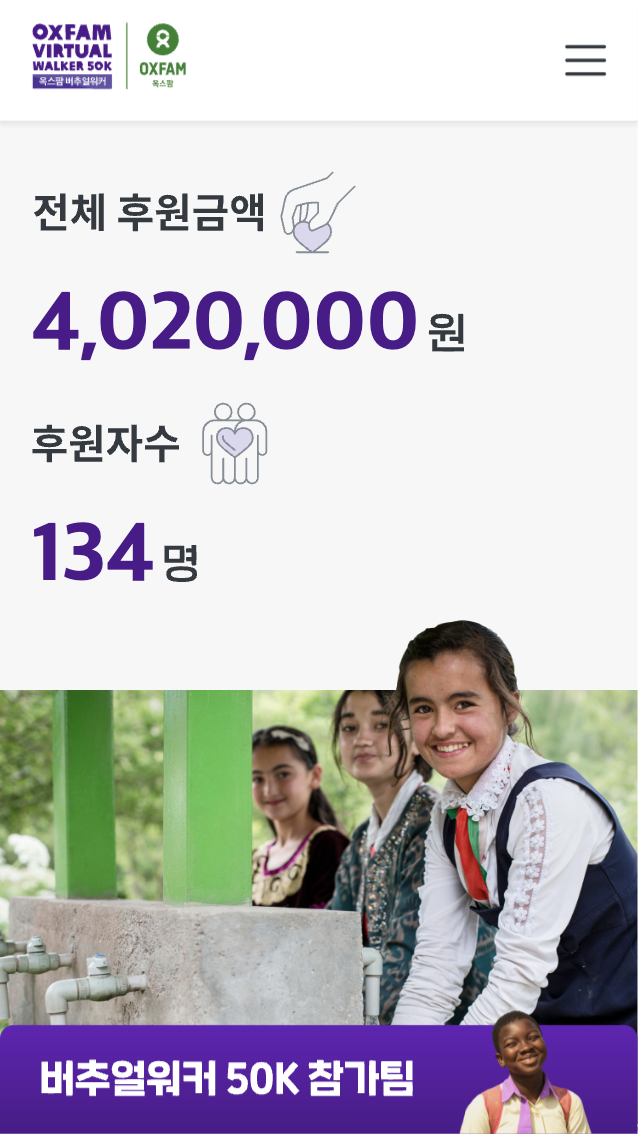 OXFAM
VIRTUAL
WALKER 50K
옥스팜 버추얼워커
OXFAM
옥스팜
전체 후원금액
4,020,000 원
후원자수
134 명
버추얼워커 50K 참가팀